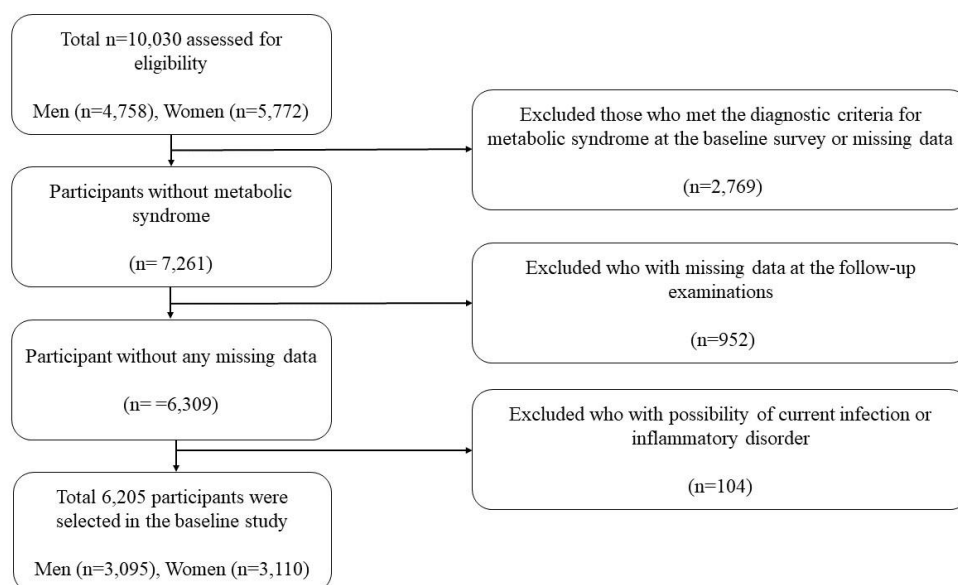 Total n=10,030 assessed for
eligibility
Men (n=4,758), Women (n=5,772)
Excluded those who met the diagnostic criteria for
metabolic syndrome at the baseline survey or missing data
(n=2,769)
Participants without metabolic
syndrome
(n= 7,261)
Excluded who with missing data at the follow-up
examinations
(n=952)
Participant without any missing data
(n= =6,309)
Excluded who with possibility of current infection or
inflammatory disorder
(n=104)
Total 6,205 participants were
selected in the baseline study
Men (n=3,095), Women (n=3,110)